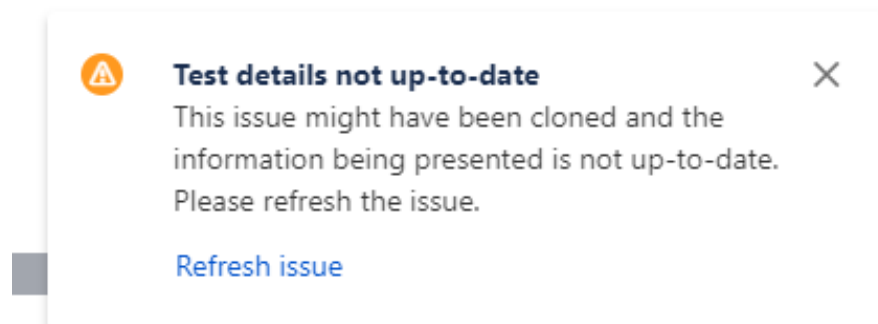 Test details not up-to-date
This issue might have been cloned and the
information being presented is not up-to-date.
Please refresh the issue.
Refresh issue